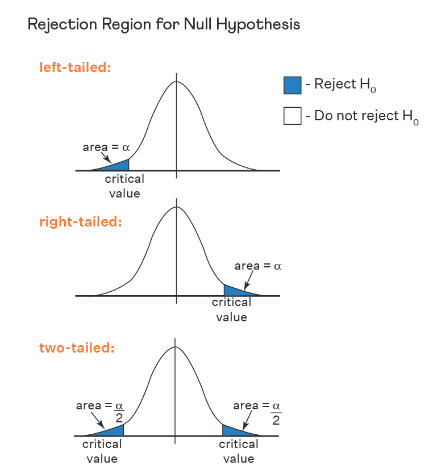 Rejection Region for Null Hypothesis
left-tailed:
- Reject H₀
- Do not reject H₀
area = α
critical
value
right-tailed:
area = α
critical
value
two-tailed:
area = α/2
area = α/2
critical
value
critical
value